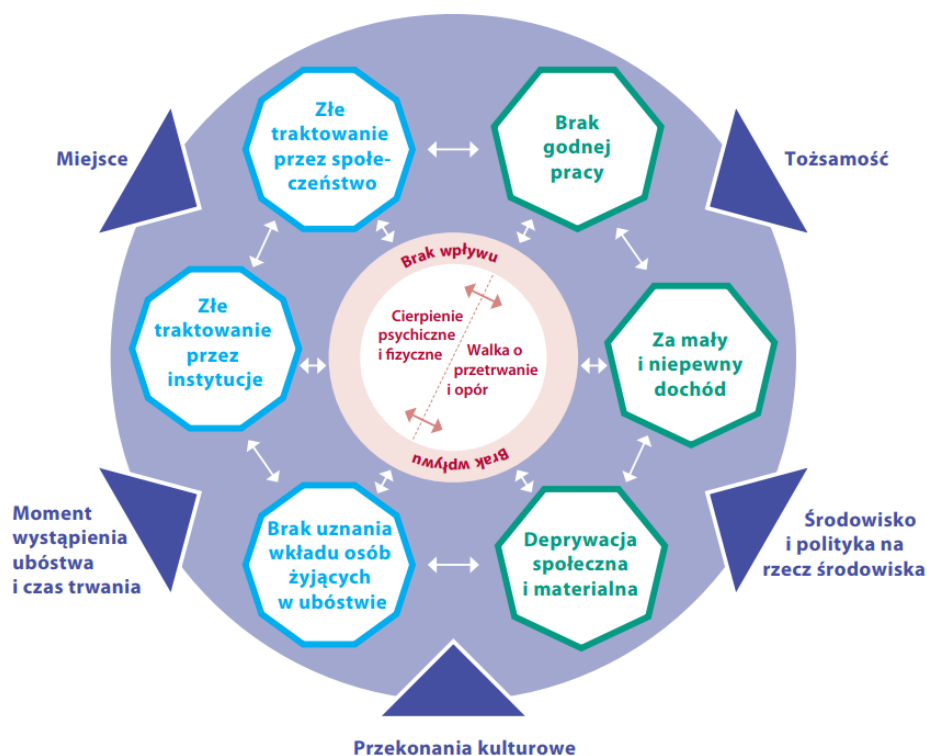 Złe
traktowanie
przez społe-
czeństwo
Brak
godnej
pracy
Miejsce
Tożsamość
Brak wpływu
Cierpienie
psychiczne
i fizyczne
Walka o
przetrwanie
i opór
Brak wpływu
Złe
traktowanie
przez
instytucje
Za mały
i niepewny
dochód
Moment
wystąpienia
ubóstwa
i czas trwania
Brak uznania
wkładu osób
żyjących
w ubóstwie
Deprywacja
społeczna
i materialna
Środowisko
i polityka na
rzecz środowiska
Przekonania kulturowe